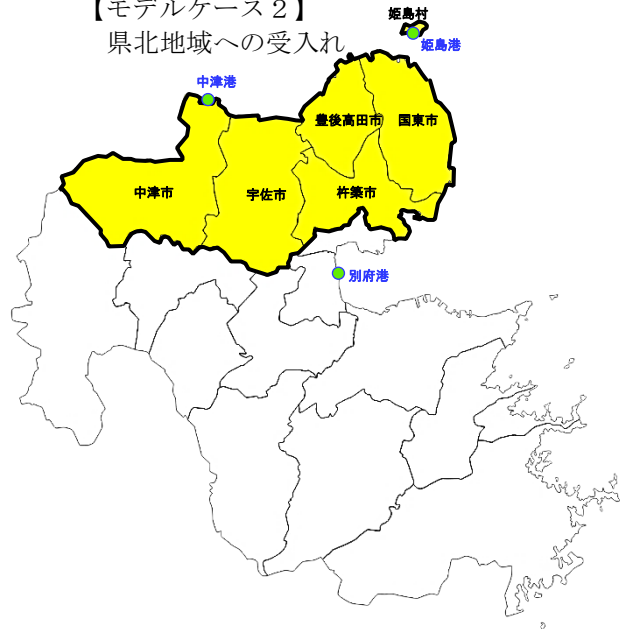 【モデルケース２】
県北地域への受入れ
姫島村
姫島港
中津港
豊後高田市
国東市
中津市
宇佐市
杵築市
別府港